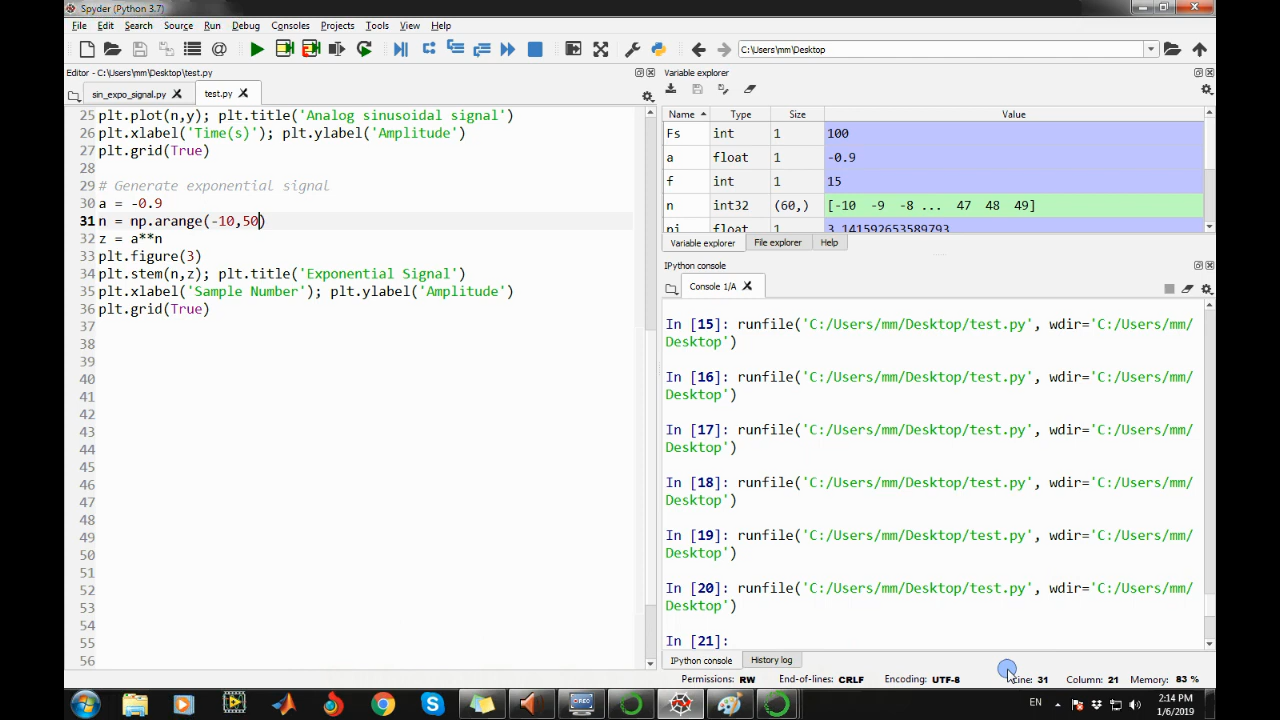 Spyder (Python 3.7)
File Edit Search Source Run Debug Consoles Projects Tools View Help
C:\Users\mm\Desktop
Editor - C:\Users\mm\Desktop\test.py
sin_expo_signal.py test.py
25 plt.plot(n,y); plt.title('Analog sinusoidal signal')
26 plt.xlabel('Time(s)'); plt.ylabel('Amplitude')
27 plt.grid(True)
28
29 # Generate exponential signal
30 a = -0.9
31 n = np.arange(-10,50)
32 z = a**n
33 plt.figure(3)
34 plt.stem(n,z); plt.title('Exponential Signal')
35 plt.xlabel('Sample Number'); plt.ylabel('Amplitude')
36 plt.grid(True)
37
38
39
40
41
42
43
44
45
46
47
48
49
50
51
52
53
54
55
56
Variable explorer
Name Type Size Value
Fs int 1 100
a float 1 -0.9
f int 1 15
n int32 (60,) [-10 -9 -8 ... 47 48 49]
pi float 1 3.141592653589793
Variable explorer File explorer Help
IPython console
Console 1/A
In [15]: runfile('C:/Users/mm/Desktop/test.py', wdir='C:/Users/mm/
Desktop')
In [16]: runfile('C:/Users/mm/Desktop/test.py', wdir='C:/Users/mm/
Desktop')
In [17]: runfile('C:/Users/mm/Desktop/test.py', wdir='C:/Users/mm/
Desktop')
In [18]: runfile('C:/Users/mm/Desktop/test.py', wdir='C:/Users/mm/
Desktop')
In [19]: runfile('C:/Users/mm/Desktop/test.py', wdir='C:/Users/mm/
Desktop')
In [20]: runfile('C:/Users/mm/Desktop/test.py', wdir='C:/Users/mm/
Desktop')
In [21]:
IPython console History log
Permissions: RW End-of-lines: CRLF Encoding: UTF-8 Line: 31 Column: 21 Memory: 83 %
EN 2:14 PM
1/6/2019